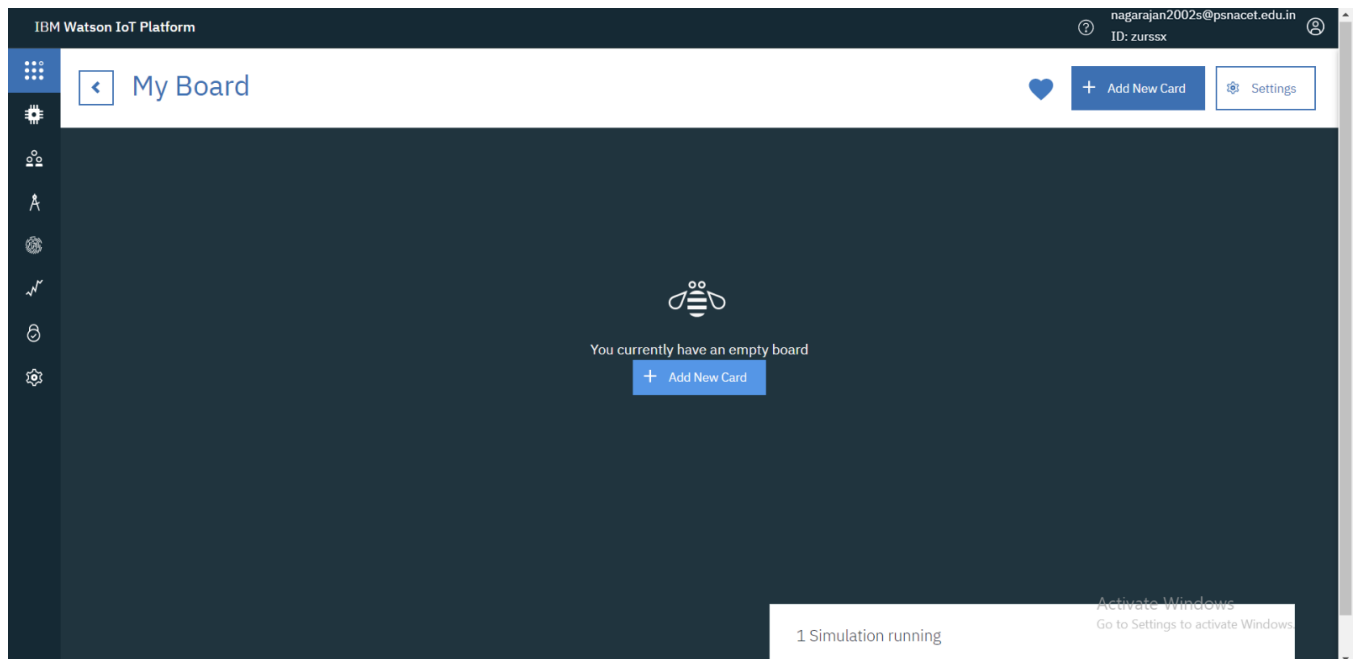 IBM Watson IoT Platform
nagarajan2002s@psnacet.edu.in
ID: zurssx
My Board
Add New Card
Settings
You currently have an empty board
Add New Card
1 Simulation running
Activate Windows
Go to Settings to activate Windows.